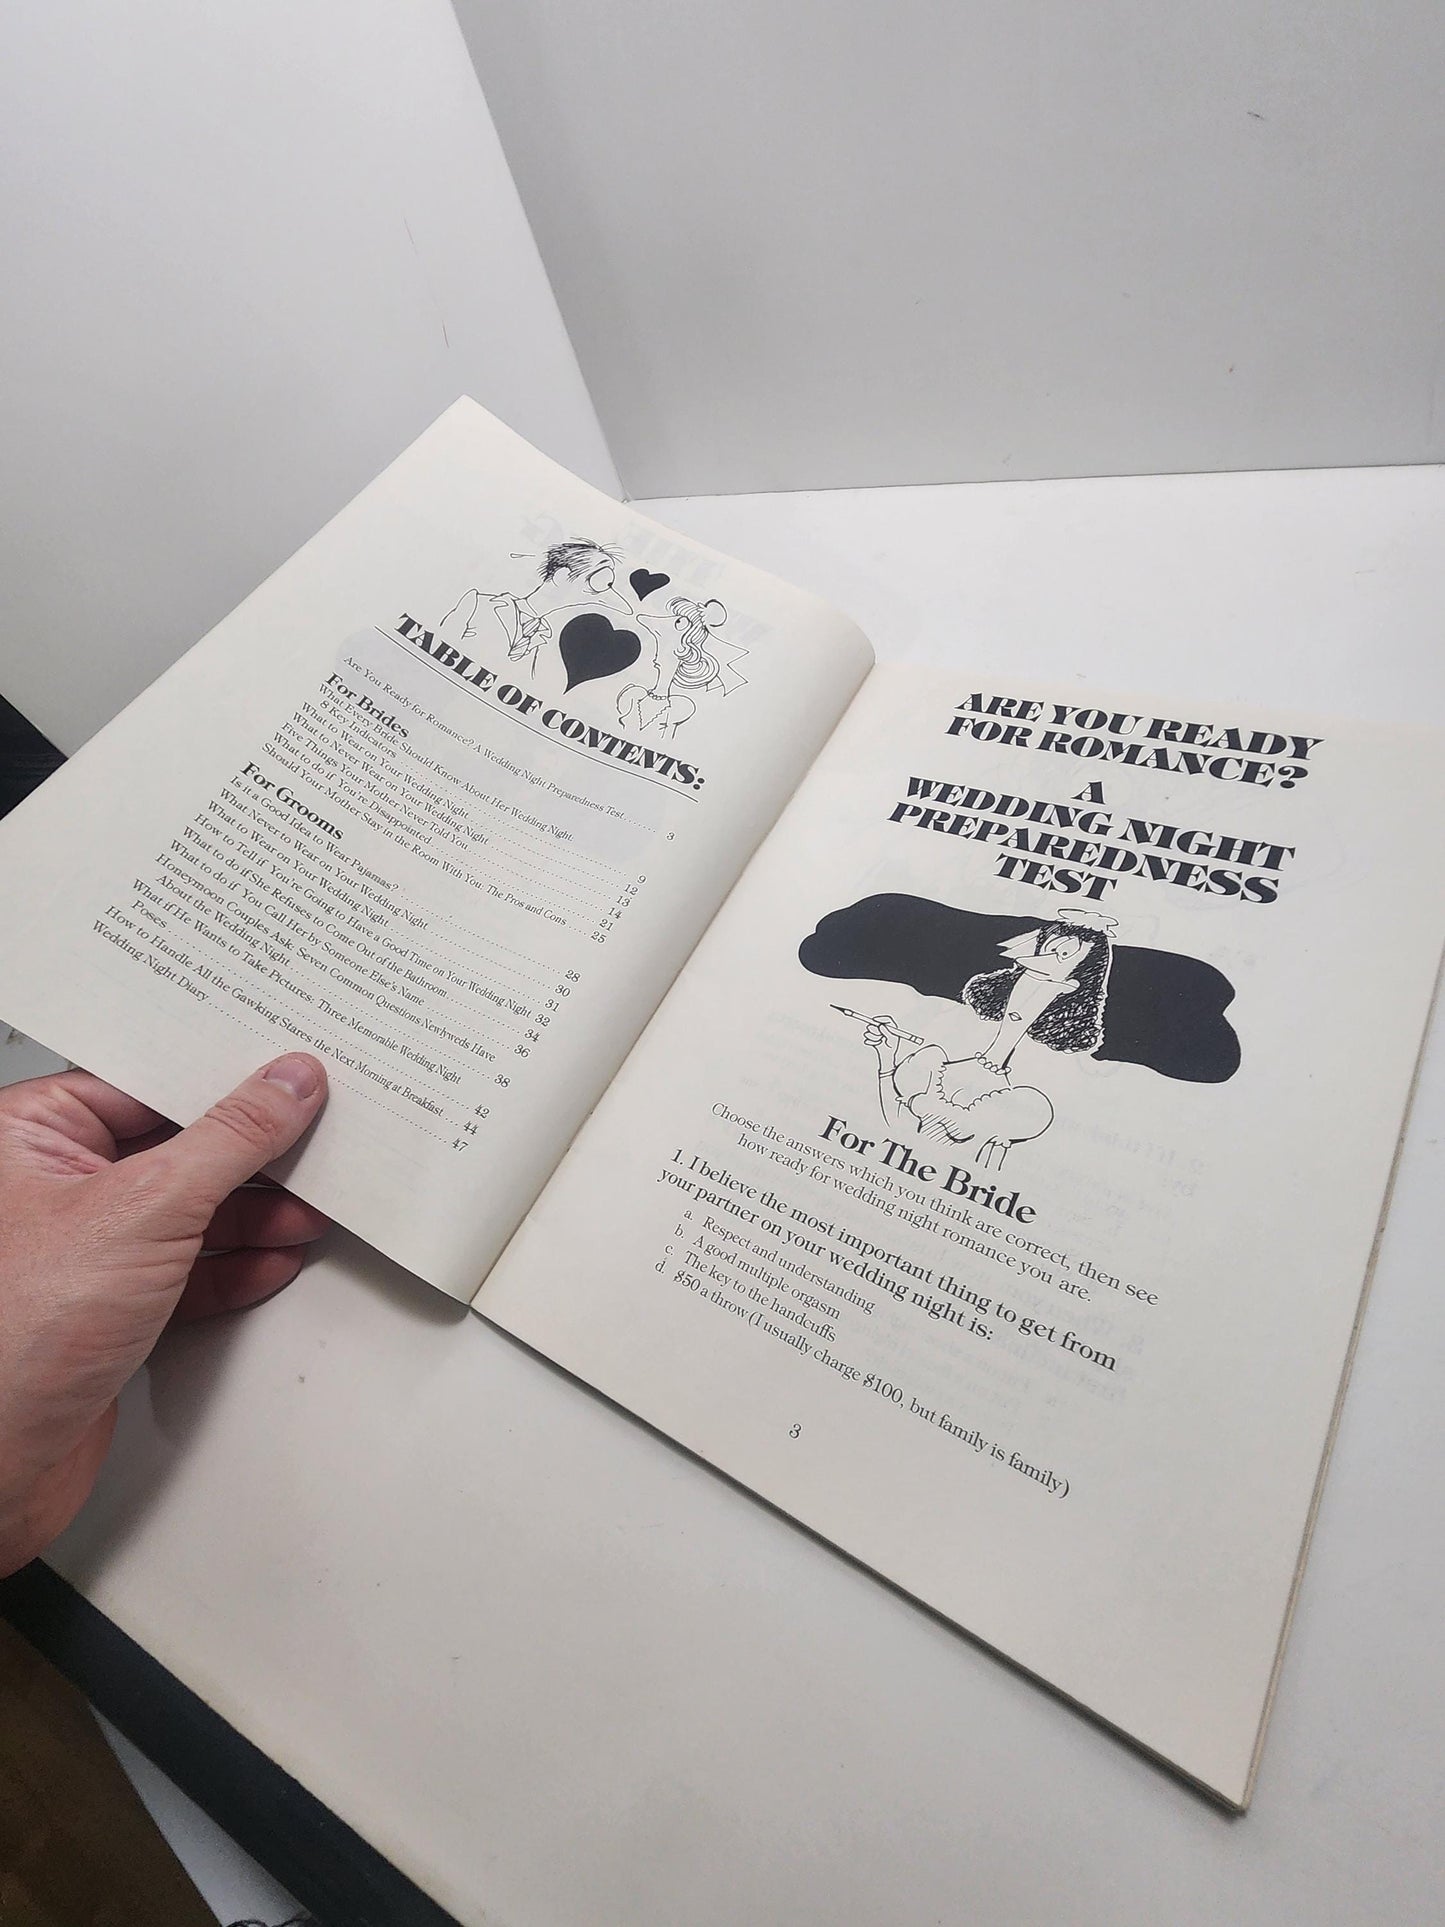 TABLE OF CONTENTS:
Are You Ready for Romance? A Wedding Night Preparedness Test 3
For Brides
What Every Bride Should Know About Her Wedding Night:
8 Key Indicators 9
What to Wear on Your Wedding Night 12
What to Never Wear on Your Wedding Night 13
Five Things Your Mother Never Told You 14
What to do if You're Disappointed 21
Should Your Mother Stay in the Room With You: The Pros and Cons 25
For Grooms
Is it a Good Idea to Wear Pajamas? 28
What Never to Wear on Your Wedding Night 30
What to Wear on Your Wedding Night 31
How to Tell if You're Going to Have a Good Time on Your Wedding Night 32
What to do if She Refuses to Come Out of the Bathroom 34
What to do if You Call Her by Someone Else's Name 36
Honeymoon Couples Ask: Seven Common Questions Newlyweds Have
About the Wedding Night 38
What if He Wants to Take Pictures: Three Memorable Wedding Night
Poses 42
How to Handle All the Gawking Stares the Next Morning at Breakfast 44
Wedding Night Diary 47
ARE YOU READY
FOR ROMANCE?
A
WEDDING NIGHT
PREPAREDNESS
TEST
For The Bride
Choose the answers which you think are correct, then see
how ready for wedding night romance you are.
1. I believe the most important thing to get from
your partner on your wedding night is:
a. Respect and understanding
b. A good multiple orgasm
c. The key to the handcuffs
d. $50 a throw (I usually charge $100, but family is family)
3